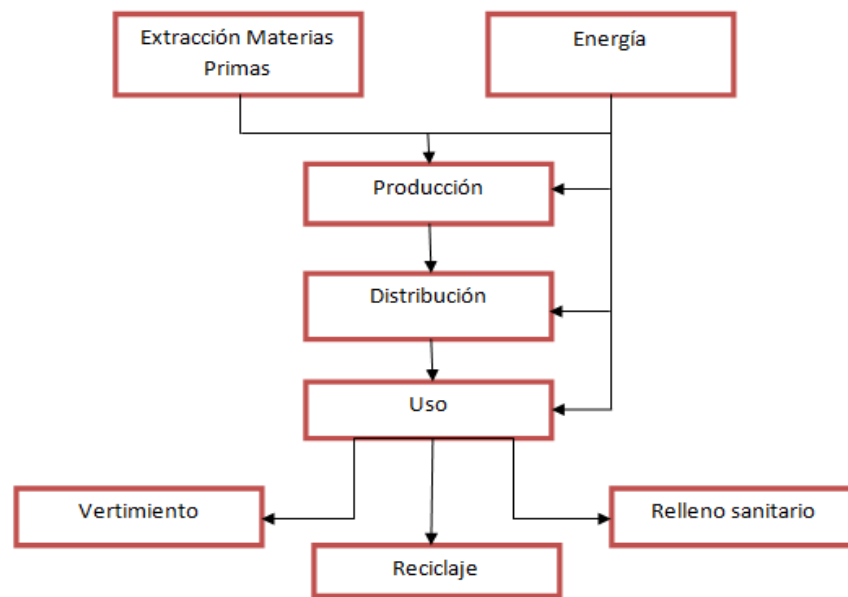 Extracción Materias
Primas
Energía
Producción
Distribución
Uso
Vertimiento
Relleno sanitario
Reciclaje